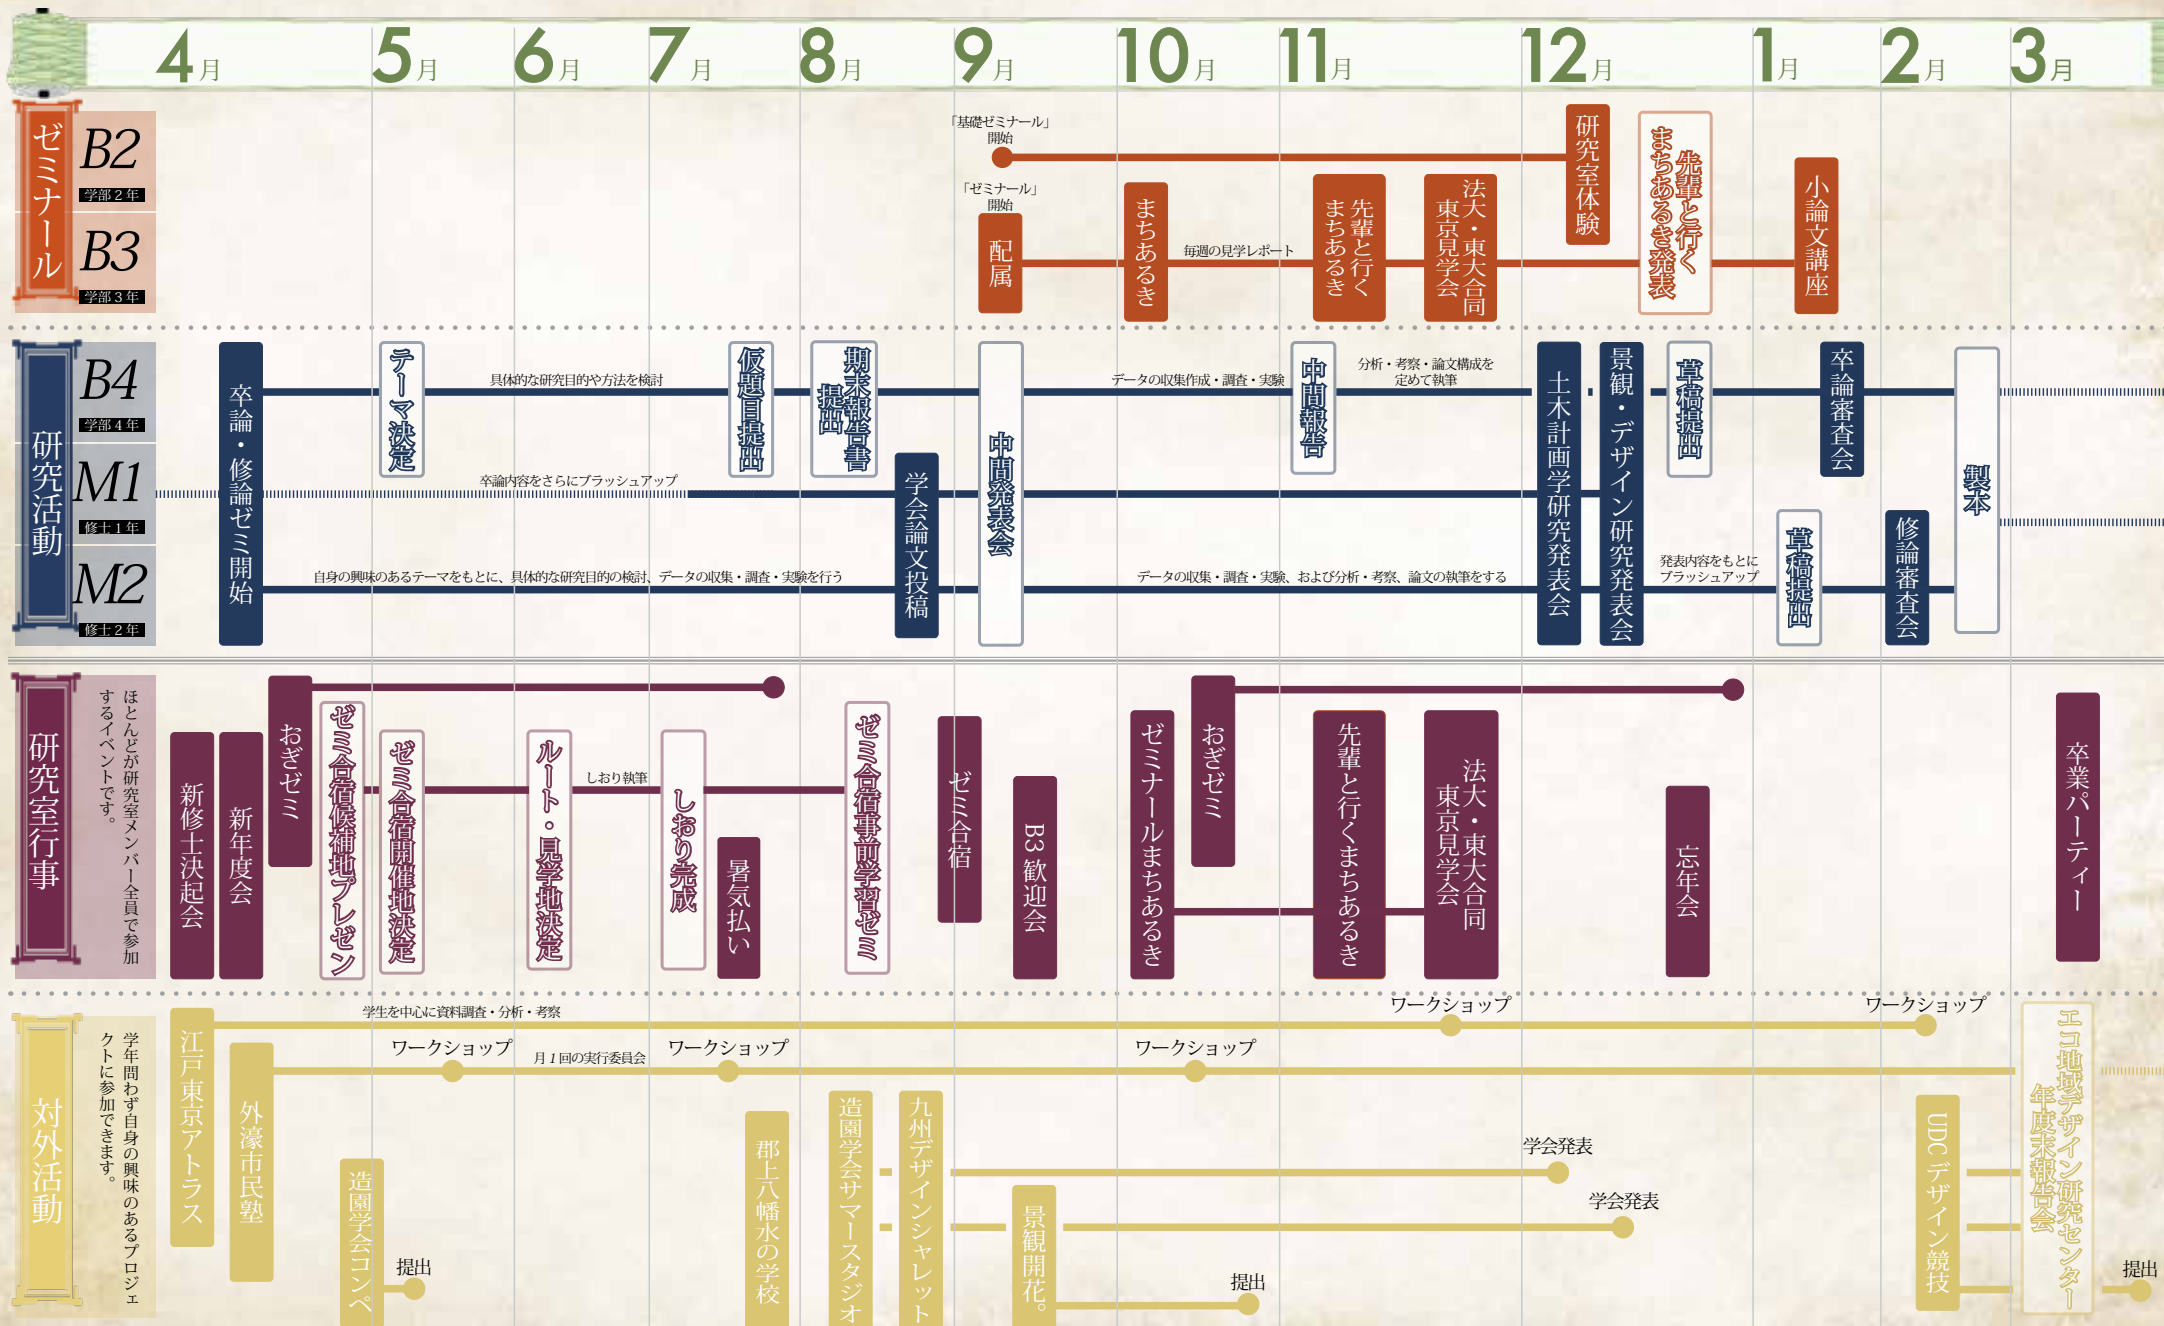 4月
5月
6月
7月
8月
9月
10月
11月
12月
1月
2月
3月
ゼミナール
B2
学部2年
B3
学部3年
「基礎ゼミナール」
開始
「ゼミナール」
開始
配属
まちあるき
毎週の見学レポート
先輩と行く
まちあるき
法大・東大合同
東京見学会
研究室体験
先輩と行く
まちあるき発表
小論文講座
研究活動
B4
学部4年
M1
修士1年
M2
修士2年
卒論・修論ゼミ開始
テーマ決定
具体的な研究目的や方法を検討
仮題目提出
期末報告書
提出
卒論内容をさらにブラッシュアップ
自身の興味のあるテーマをもとに、具体的な研究目的の検討、データの収集・調査・実験を行う
学会論文投稿
中間発表会
データの収集作成・調査・実験
中間報告
分析・考察・論文構成を
定めて執筆
データの収集・調査・実験、および分析・考察、論文の執筆をする
土木計画学研究発表会
景観・デザイン研究発表会
草稿提出
発表内容をもとに
ブラッシュアップ
草稿提出
卒論審査会
修論審査会
製本
研究室行事
ほとんどが研究室メンバー全員で参加
するイベントです。
新修士決起会
新年度会
おぎゼミ
ゼミ合宿候補地プレゼン
ゼミ合宿開催地決定
ルート・見学地決定
しおり執筆
しおり完成
暑気払い
ゼミ合宿事前学習ゼミ
ゼミ合宿
B3 歓迎会
ゼミナールまちあるき
おぎゼミ
先輩と行くまちあるき
法大・東大合同
東京見学会
忘年会
卒業パーティー
対外活動
学年問わず自身の興味のあるプロジェ
クトに参加できます。
江戸東京アトラス
学生を中心に資料調査・分析・考察
ワークショップ
ワークショップ
外濠市民塾
ワークショップ
月1回の実行委員会
ワークショップ
ワークショップ
造園学会コンペ
提出
郡上八幡水の学校
造園学会サマースタジオ
九州デザインシャレット
景観開花。
学会発表
学会発表
提出
UDC デザイン競技
エコ地域デザイン研究センター
年度末報告会
提出